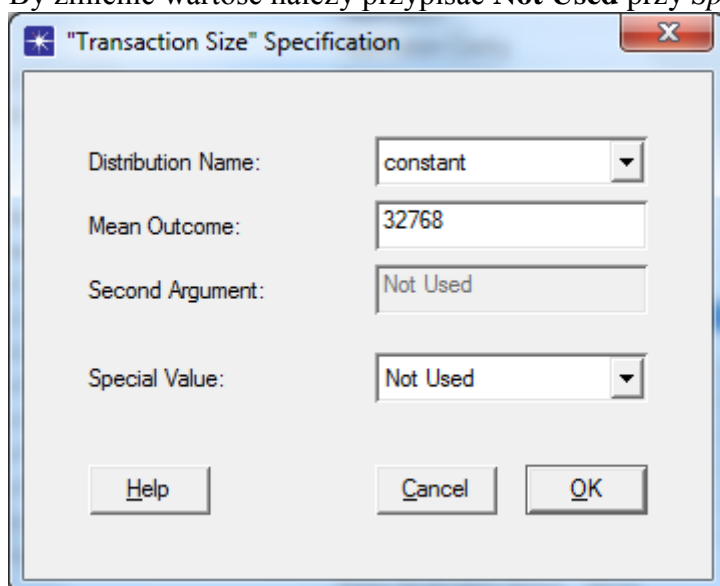 By zmienić wartość należy przypisać Not Used przy Sp
"Transaction Size" Specification
Distribution Name: constant
Mean Outcome: 32768
Second Argument: Not Used
Special Value: Not Used
Help Cancel OK